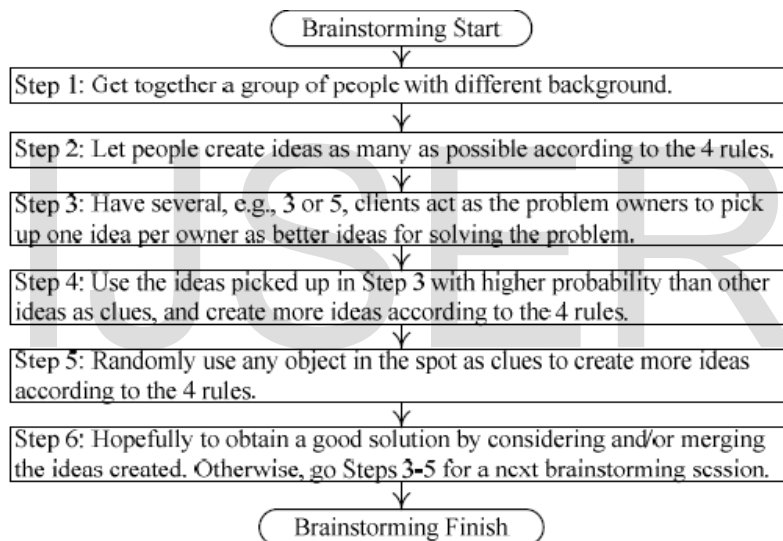 Brainstorming Start
Step 1: Get together a group of people with different background.
Step 2: Let people create ideas as many as possible according to the 4 rules.
Step 3: Have several, e.g., 3 or 5, clients act as the problem owners to pick
up one idea per owner as better ideas for solving the problem.
Step 4: Use the ideas picked up in Step 3 with higher probability than other
ideas as clues, and create more ideas according to the 4 rules.
IJSER
Step 5: Randomly use any object in the spot as clues to create more ideas
according to the 4 rules.
Step 6: Hopefully to obtain a good solution by considering and/or merging
the ideas created. Otherwise, go Steps 3-5 for a next brainstorming session.
Brainstorming Finish